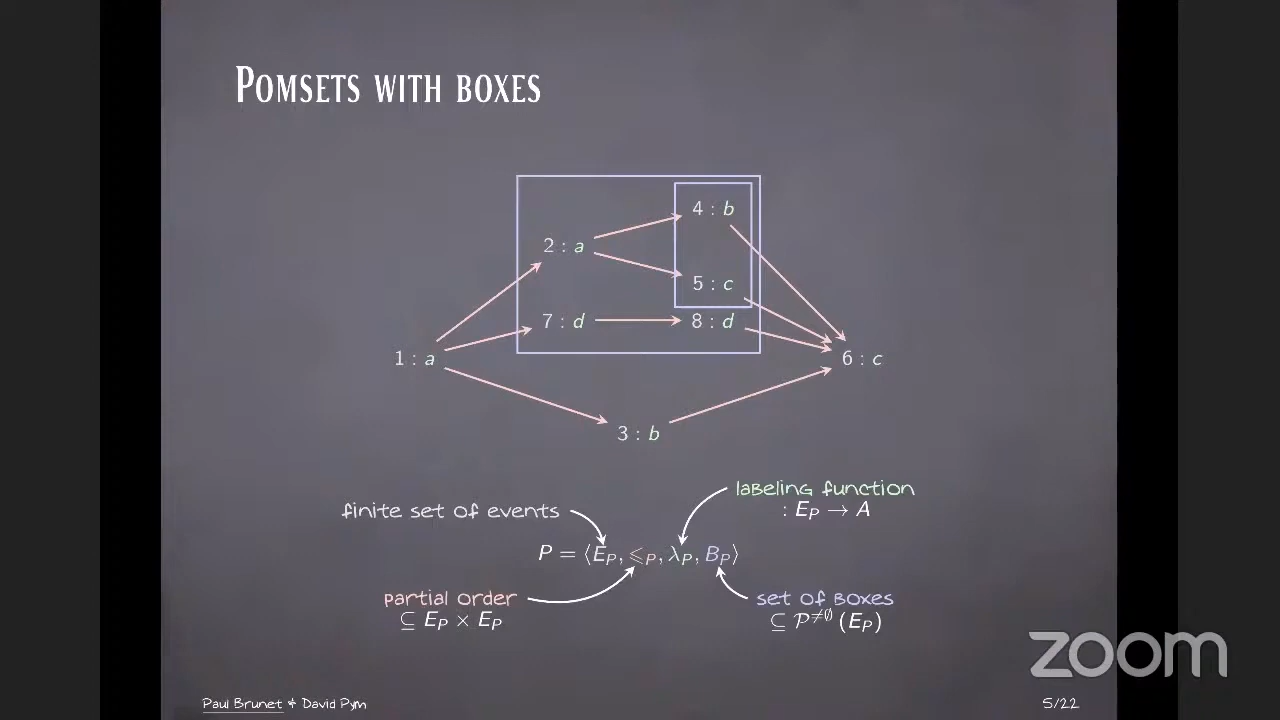 POMSETS WITH BOXES
4 : b
2 : a
5 : c
7 : d
8 : d
1 : a
6 : c
3 : b
labeling function
: E_P → A
finite set of events
P = ⟨E_P, ⩽_P, λ_P, B_P⟩
partial order
⊆ E_P × E_P
set of boxes
⊆ 𝒫^{≠∅} (E_P)
zoom
Paul Brunet & David Pym
5/22